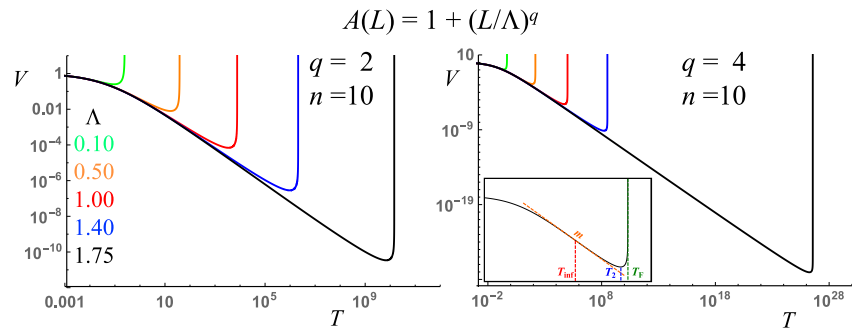 A(L) = 1 + (L/Λ)^q
V
1
0.01
10^-4
10^-6
10^-8
10^-10
q = 2
n =10
Λ
0.10
0.50
1.00
1.40
1.75
0.001
10
10^5
10^9
T
V
10
10^-9
10^-19
q = 4
n =10
m
T_inf
T_2
T_F
10^-2
10^8
10^18
10^28
T